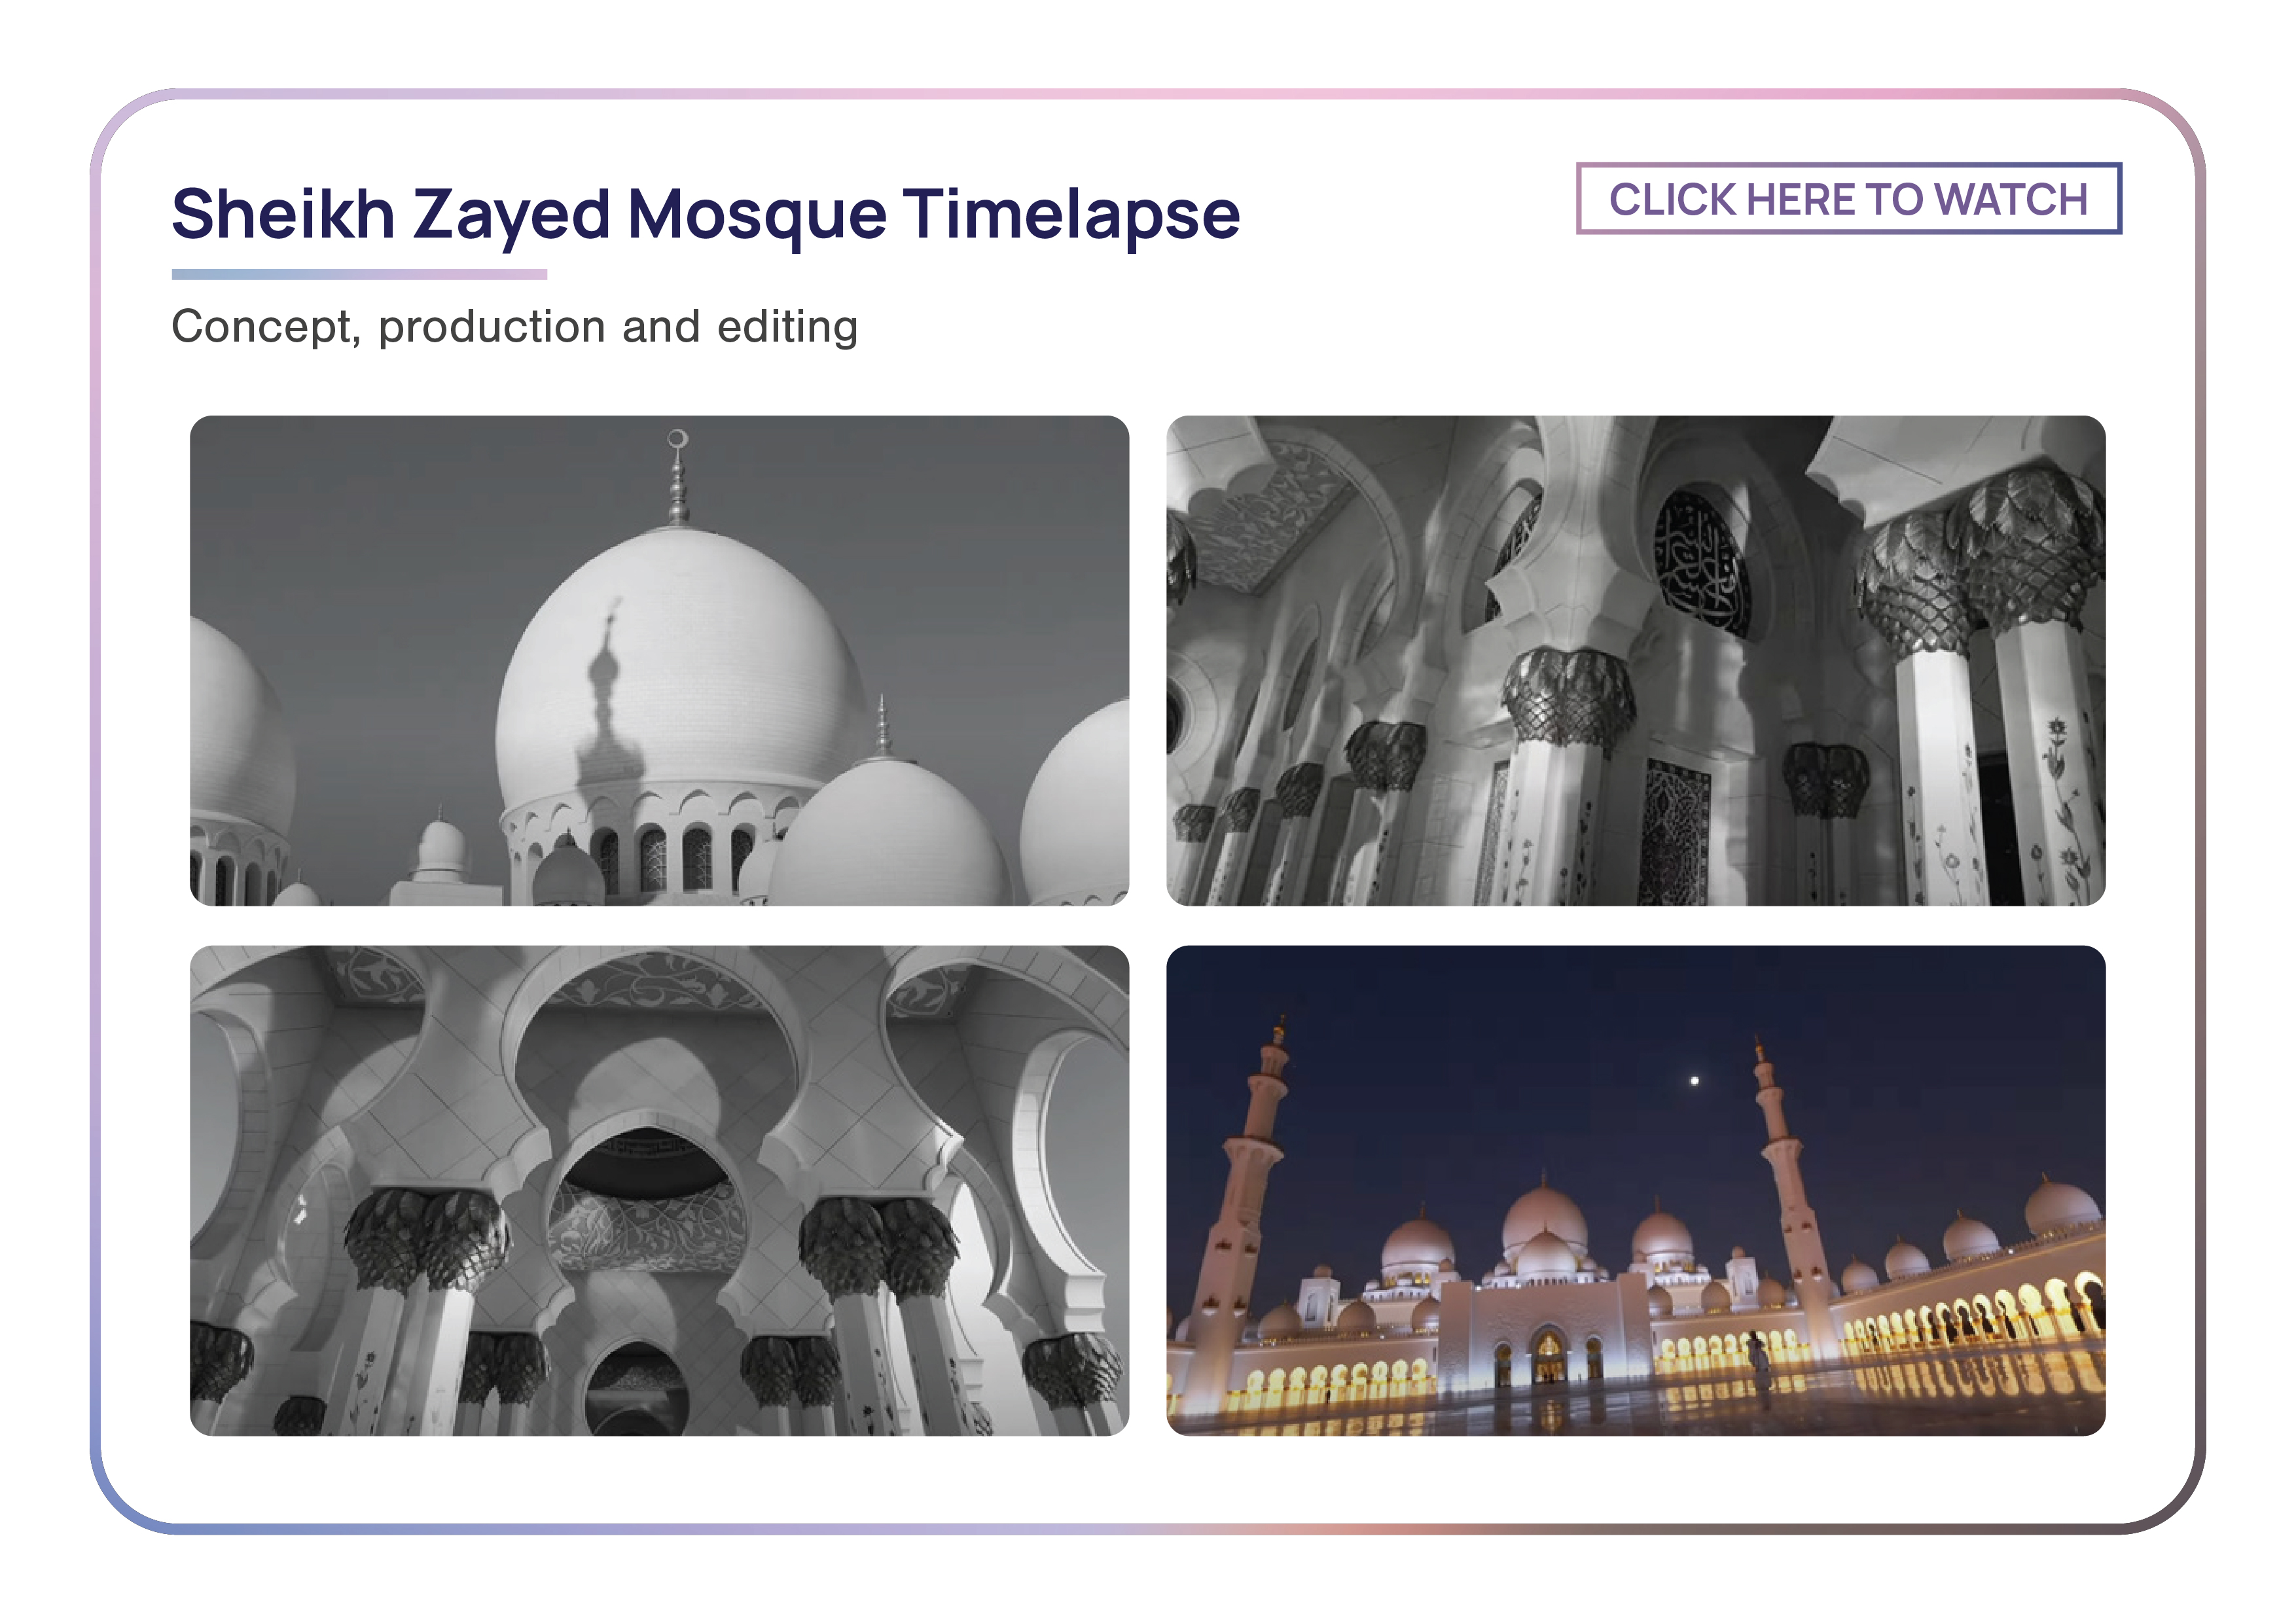 Sheikh Zayed Mosque Timelapse
CLICK HERE TO WATCH
Concept, production and editing